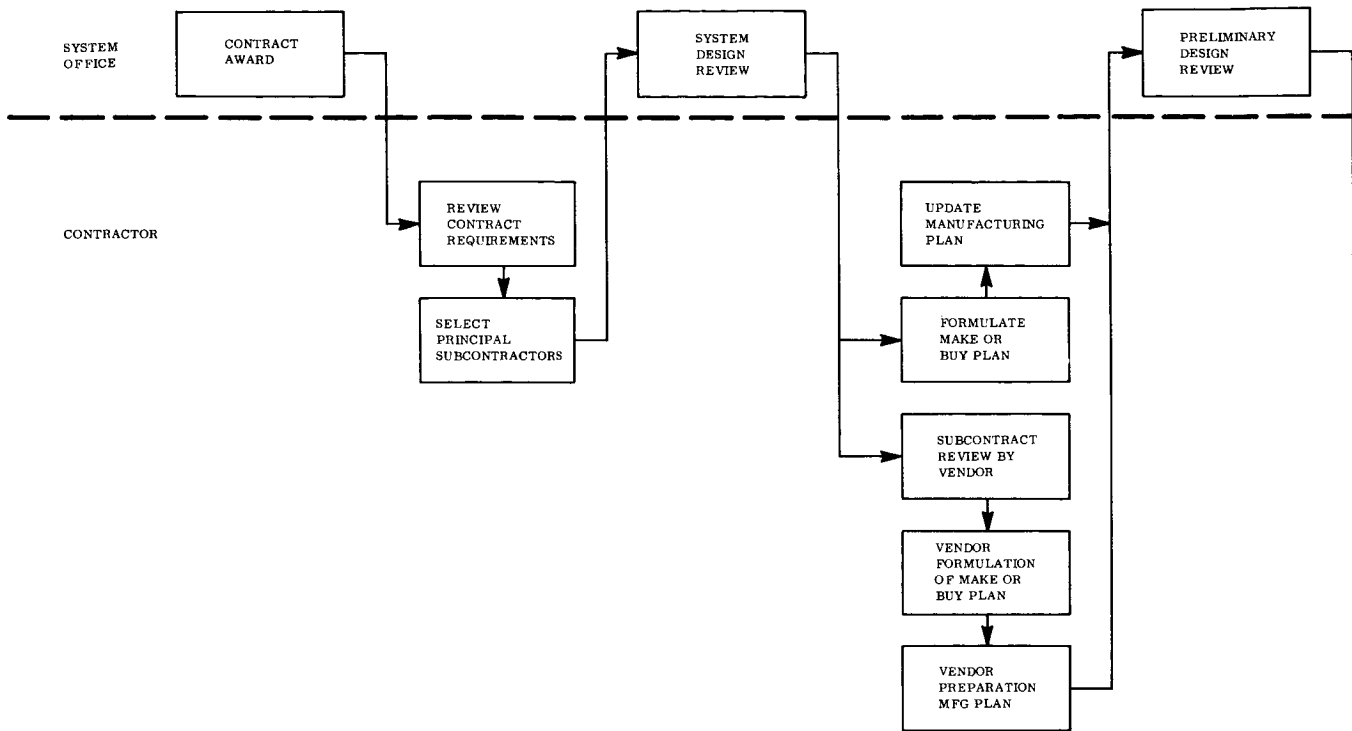 SYSTEM
OFFICE
CONTRACT
AWARD
SYSTEM
DESIGN
REVIEW
PRELIMINARY
DESIGN
REVIEW
CONTRACTOR
REVIEW
CONTRACT
REQUIREMENTS
SELECT
PRINCIPAL
SUBCONTRACTORS
UPDATE
MANUFACTURING
PLAN
FORMULATE
MAKE OR
BUY PLAN
SUBCONTRACT
REVIEW BY
VENDOR
VENDOR
FORMULATION
OF MAKE OR
BUY PLAN
VENDOR
PREPARATION
MFG PLAN